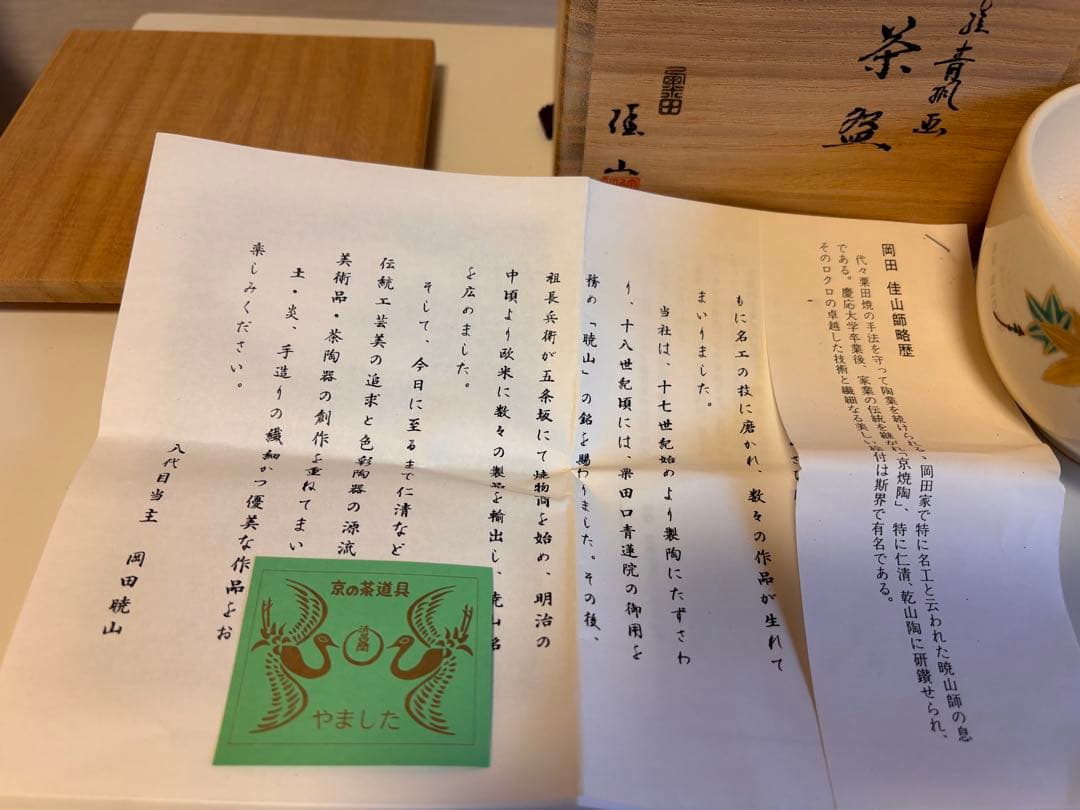 茶盌
佳山
岡田 佳山師略歴
代々粟田焼の手法を守って陶業を続けられる、岡田家で特に名工と云われた暁山師の息
である。慶応大学卒業後、家業の伝統を継がれ「京焼陶」、特に仁清、乾山陶に研鑽せられ、
そのロクロの卓越した技術と繊細なる美しい絵付は斯界で有名である。
もに名工の技に磨かれ、数々の作品が生れて
まいりました。
当社は、十七世紀始めより製陶にたずさわ
り、十八世紀頃には、粟田口青蓮院の御用を
務め「暁山」の銘を賜わりました。その後、
祖長兵衛が五条坂にて焼物商を始め、明治の
中頃より欧米に数々の製品を輸出し、暁山名
を広めました。
そして、今日に至るまで仁清など
伝統工芸美の追求と色彩陶器の源流
美術品・茶陶器の創作を重ねてまい
土・炎、手造りの繊細かつ優美な作品をお
楽しみください。
八代目当主 岡田暁山
京の茶道具
やました